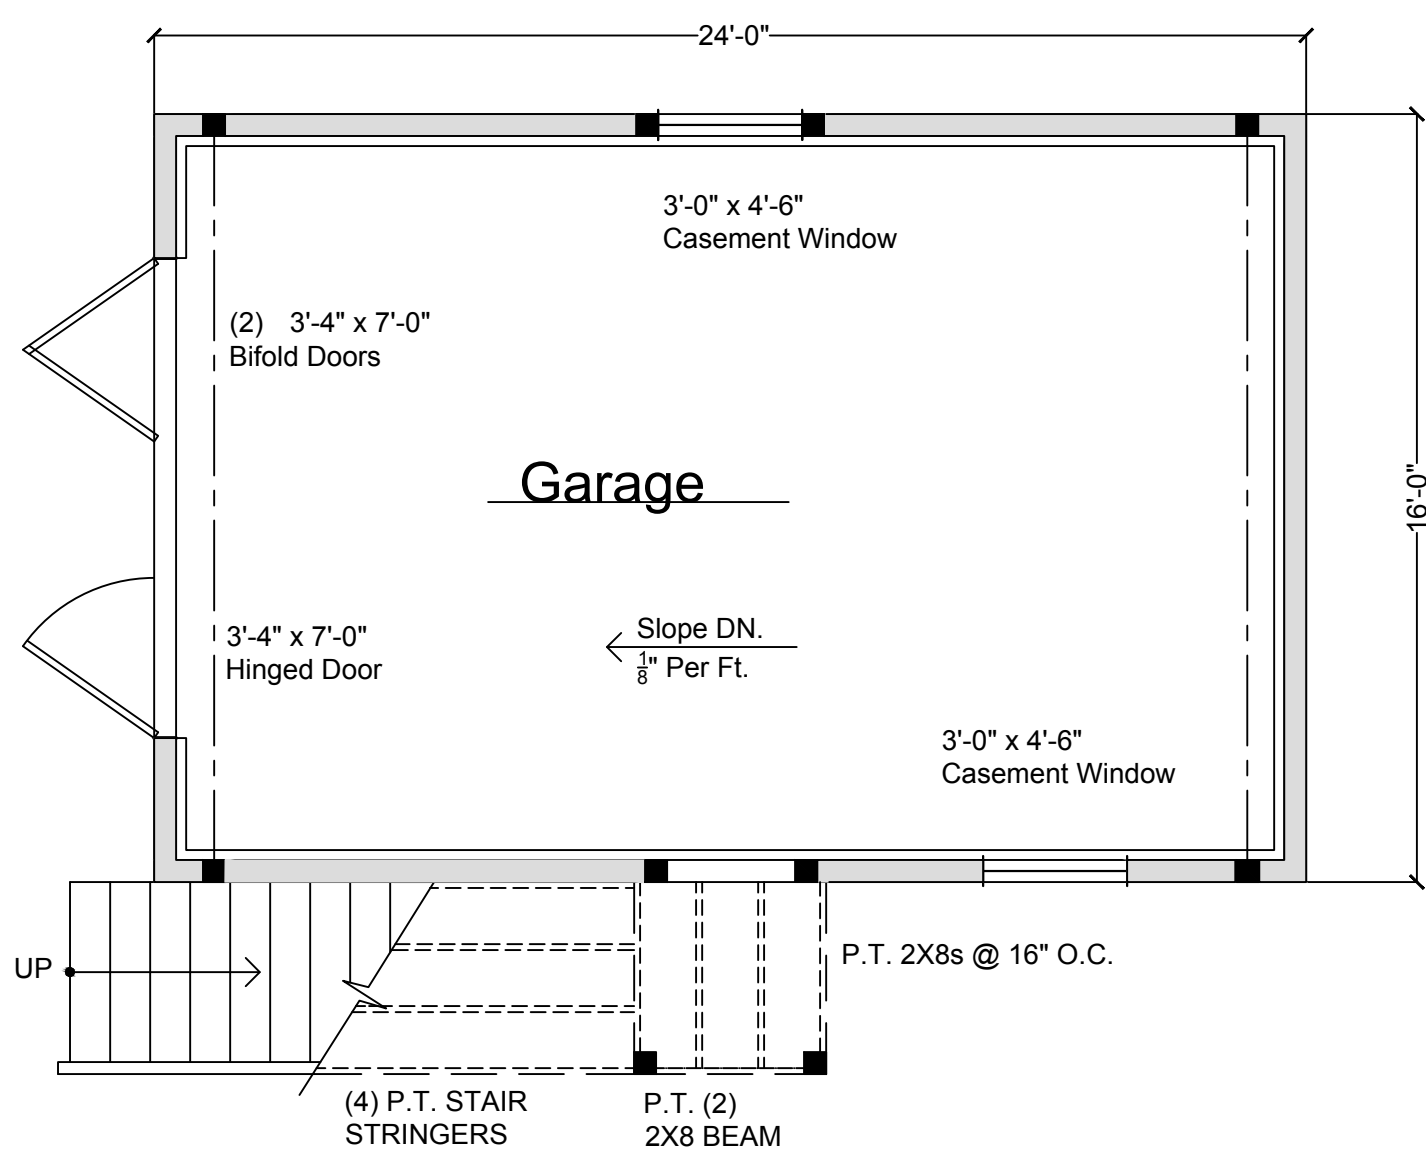 24'-0"
3'-0" x 4'-6"
Casement Window
(2) 3'-4" x 7'-0"
Bifold Doors
Garage
16'-0"
3'-4" x 7'-0"
Hinged Door
Slope DN.
1/8" Per Ft.
3'-0" x 4'-6"
Casement Window
UP
P.T. 2X8s @ 16" O.C.
(4) P.T. STAIR
STRINGERS
P.T. (2)
2X8 BEAM